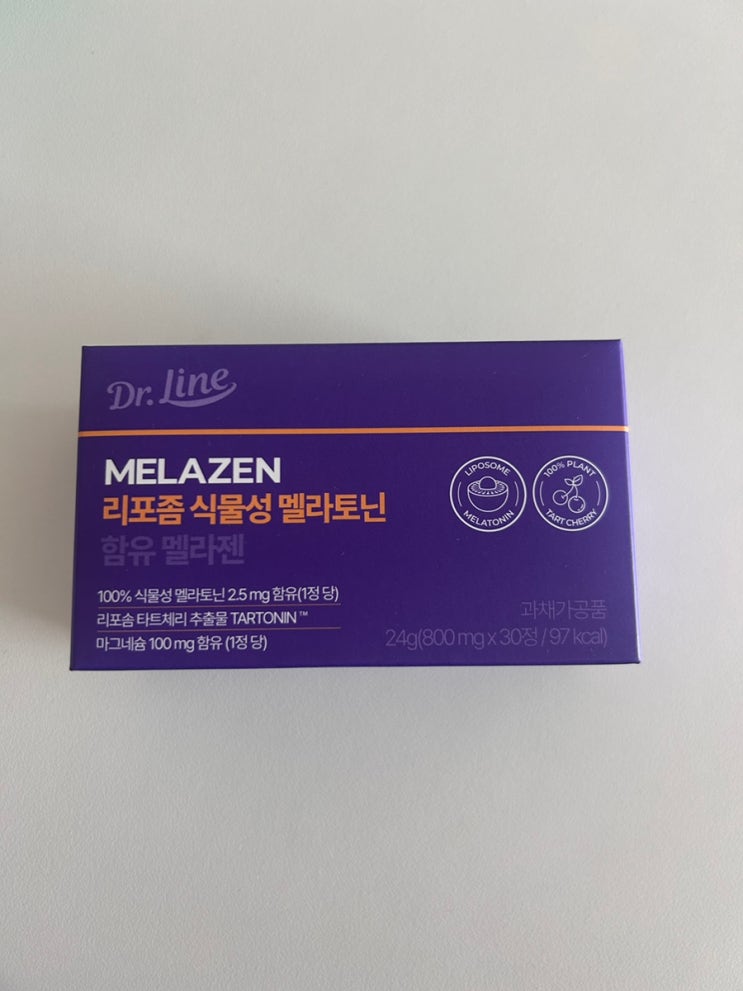 Dr. Line
MELAZEN
리포좀 식물성 멜라토닌
함유 멜라젠
LIPOSOME
MELATONIN
100% PLANT
TART CHERRY
100% 식물성 멜라토닌 2.5 mg 함유(1정 당)
리포솜 타트체리 추출물 TARTONIN ™
마그네슘 100 mg 함유 (1정 당)
과채가공품
24g(800 mg x 30정 / 97 kcal)